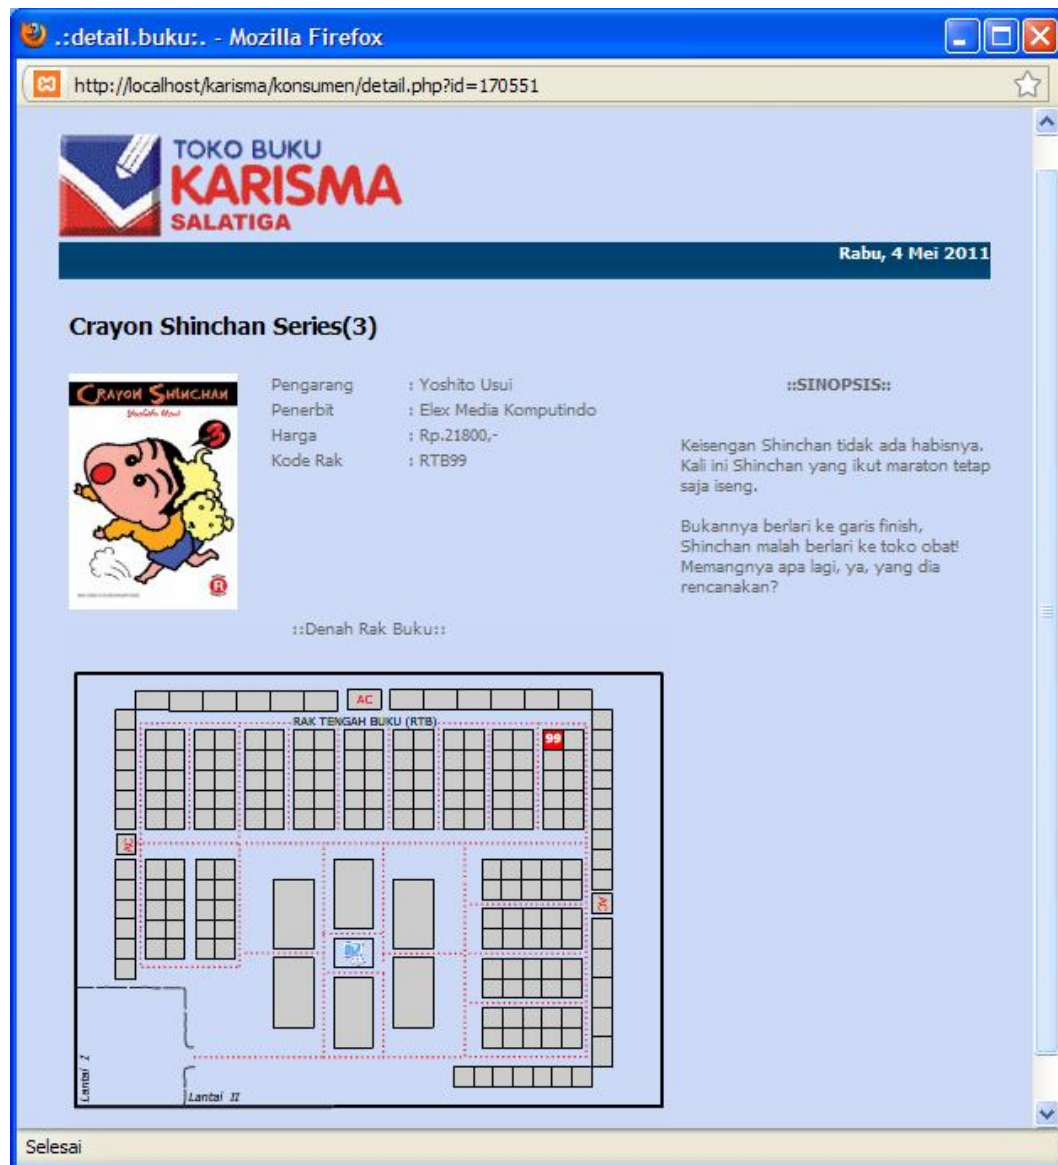 .:detail.buku:. - Mozilla Firefox
http://localhost/karisma/konsumen/detail.php?id=170551
TOKO BUKU
KARISMA
SALATIGA
Rabu, 4 Mei 2011
Crayon Shinchan Series(3)
CRAYON SHINCHAN
Yoshito Usui
3
R
Pengarang : Yoshito Usui
Penerbit : Elex Media Komputindo
Harga : Rp.21800,-
Kode Rak : RTB99
::SINOPSIS::
Keisengan Shinchan tidak ada habisnya.
Kali ini Shinchan yang ikut maraton tetap
saja iseng.
Bukannya berlari ke garis finish,
Shinchan malah berlari ke toko obat!
Memangnya apa lagi, ya, yang dia
rencanakan?
::Denah Rak Buku::
AC
RAK TENGAH BUKU (RTB)
99
AC
AC
Lantai I
Lantai II
Selesai